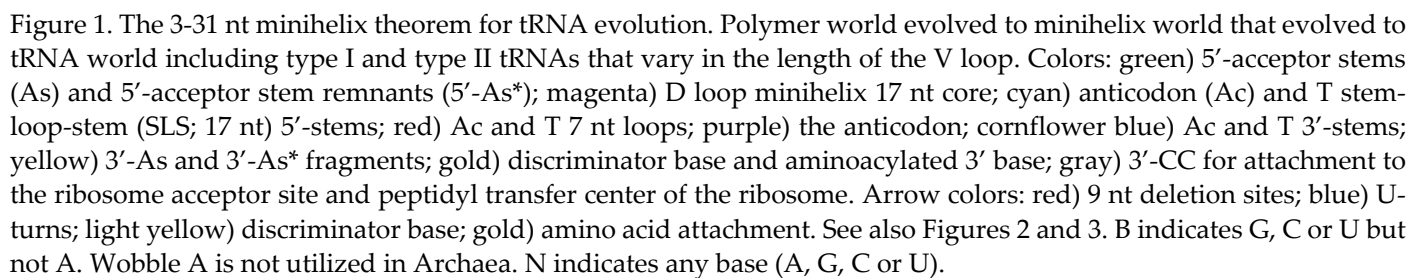 Figure 1. The 3-31 nt minihelix theorem for tRNA evolution. Polymer world evolved to minihelix world that evolved to
tRNA world including type I and type II tRNAs that vary in the length of the V loop. Colors: green) 5′-acceptor stems
(As) and 5′-acceptor stem remnants (5′-As*); magenta) D loop minihelix 17 nt core; cyan) anticodon (Ac) and T stem-
loop-stem (SLS; 17 nt) 5′-stems; red) Ac and T 7 nt loops; purple) the anticodon; cornflower blue) Ac and T 3′-stems;
yellow) 3′-As and 3′-As* fragments; gold) discriminator base and aminoacylated 3′ base; gray) 3′-CC for attachment to
the ribosome acceptor site and peptidyl transfer center of the ribosome. Arrow colors: red) 9 nt deletion sites; blue) U-
turns; light yellow) discriminator base; gold) amino acid attachment. See also Figures 2 and 3. B indicates G, C or U but
not A. Wobble A is not utilized in Archaea. N indicates any base (A, G, C or U).